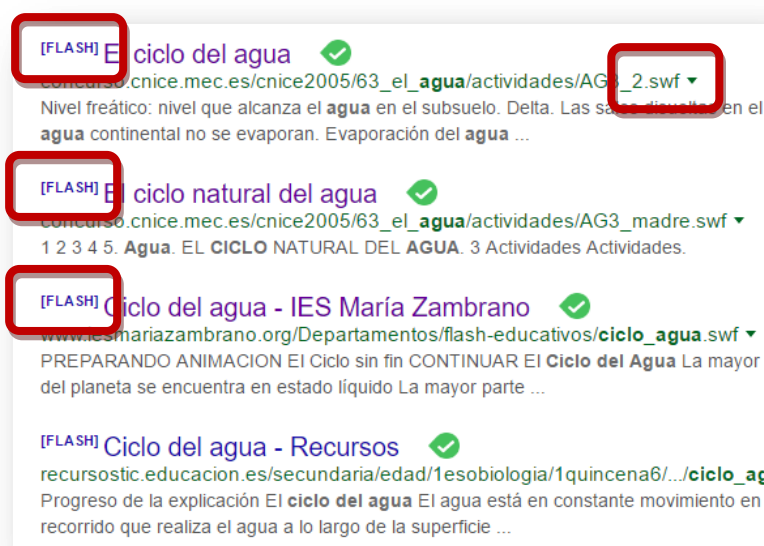 [FLASH] El ciclo del agua
concurso.cnice.mec.es/cnice2005/63_el_agua/actividades/AG3_2.swf
Nivel freático: nivel que alcanza el agua en el subsuelo. Delta. Las sales disueltas en el
agua continental no se evaporan. Evaporación del agua ...
[FLASH] El ciclo natural del agua
concurso.cnice.mec.es/cnice2005/63_el_agua/actividades/AG3_madre.swf
1 2 3 4 5. Agua. EL CICLO NATURAL DEL AGUA. 3 Actividades Actividades.
[FLASH] Ciclo del agua - IES María Zambrano
www.iesmariazambrano.org/Departamentos/flash-educativos/ciclo_agua.swf
PREPARANDO ANIMACION El Ciclo sin fin CONTINUAR El Ciclo del Agua La mayor
del planeta se encuentra en estado líquido La mayor parte ...
[FLASH] Ciclo del agua - Recursos
recursostic.educacion.es/secundaria/edad/1esobiologia/1quincena6/.../ciclo_ag
Progreso de la explicación El ciclo del agua El agua está en constante movimiento en
recorrido que realiza el agua a lo largo de la superficie ...